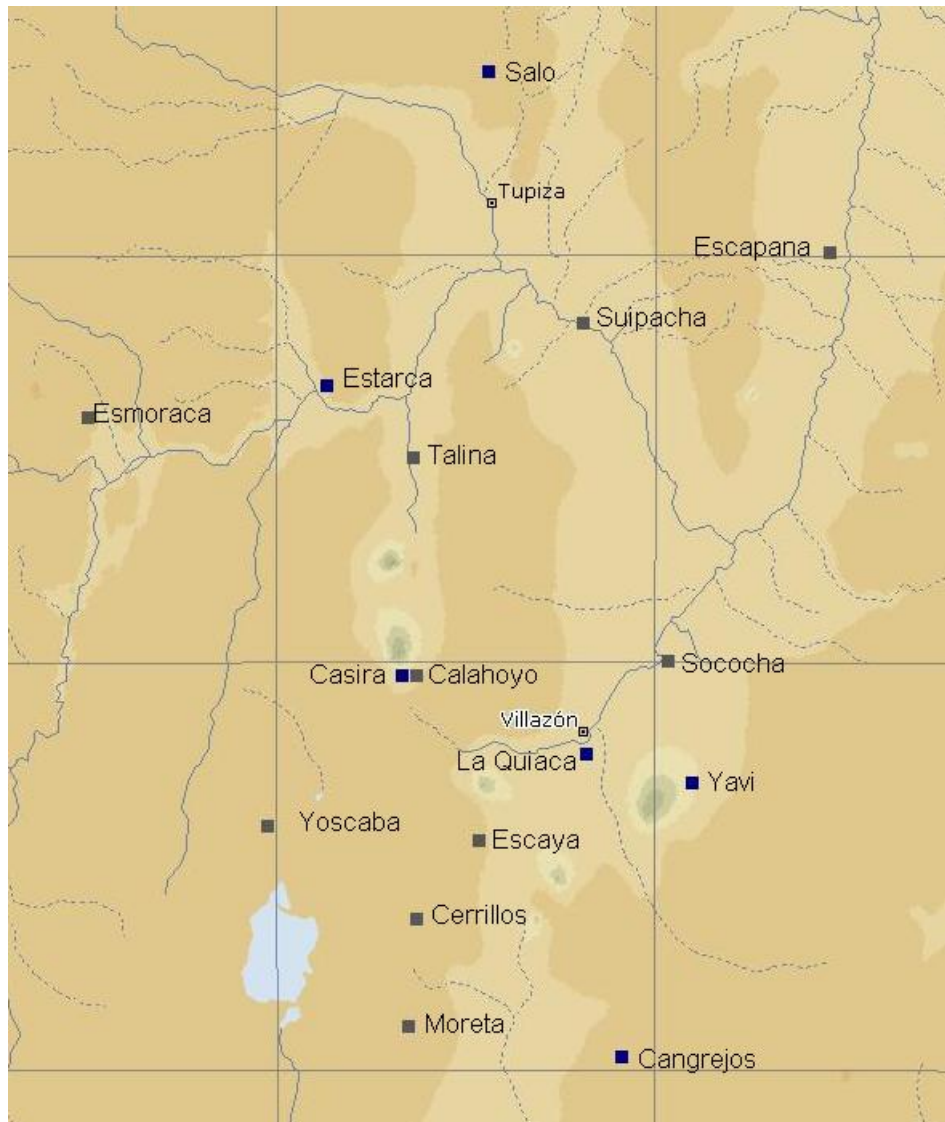 Salo
Tupiza
Escapana
Suipacha
Estarca
Esmoraca
Talina
Sococha
Casira
Calahoyo
Villazón
La Quiaca
Yavi
Yoscaba
Escaya
Cerrillos
Moreta
Cangrejos